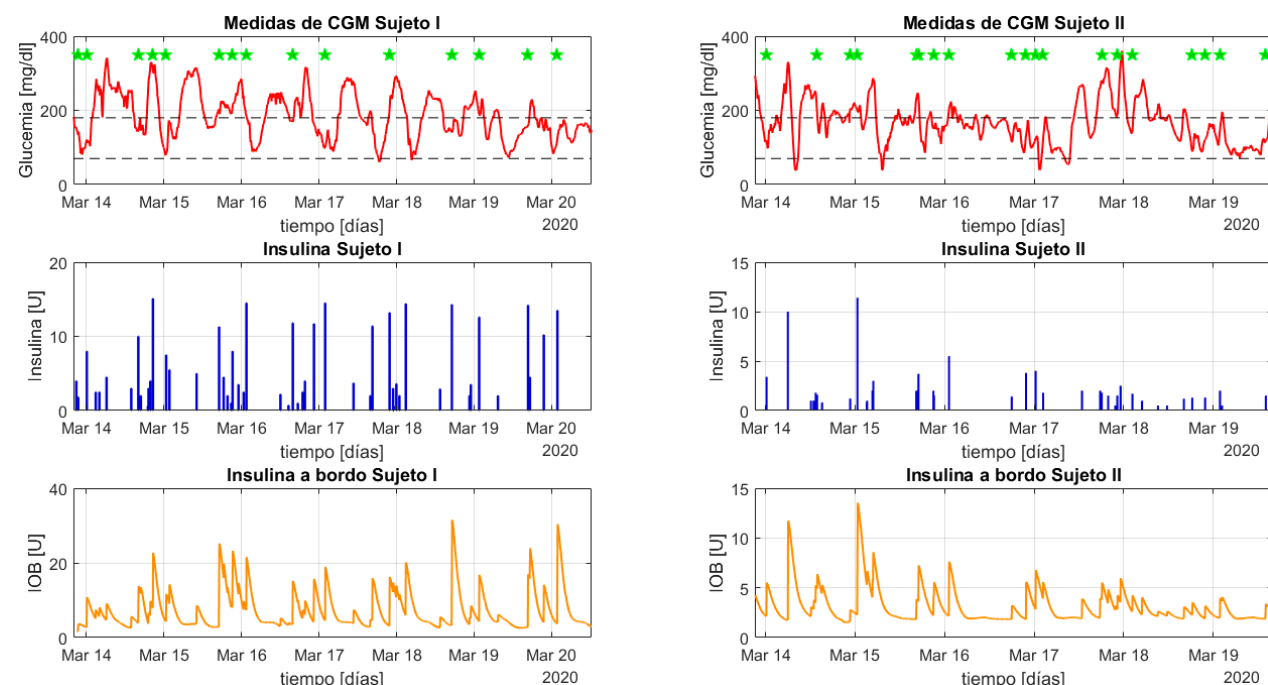 Medidas de CGM Sujeto I
Glucemia [mg/dl]
400
200
0
Mar 14 Mar 15 Mar 16 Mar 17 Mar 18 Mar 19 Mar 20
tiempo [días]
2020
Insulina Sujeto I
Insulina [U]
20
10
0
Mar 14 Mar 15 Mar 16 Mar 17 Mar 18 Mar 19 Mar 20
tiempo [días]
2020
Insulina a bordo Sujeto I
IOB [U]
40
20
0
Mar 14 Mar 15 Mar 16 Mar 17 Mar 18 Mar 19 Mar 20
tiempo [días]
2020
Medidas de CGM Sujeto II
Glucemia [mg/dl]
400
200
0
Mar 14 Mar 15 Mar 16 Mar 17 Mar 18 Mar 19
tiempo [días]
2020
Insulina Sujeto II
Insulina [U]
15
10
5
0
Mar 14 Mar 15 Mar 16 Mar 17 Mar 18 Mar 19
tiempo [días]
2020
Insulina a bordo Sujeto II
IOB [U]
15
10
5
0
Mar 14 Mar 15 Mar 16 Mar 17 Mar 18 Mar 19
tiempo [días]
2020